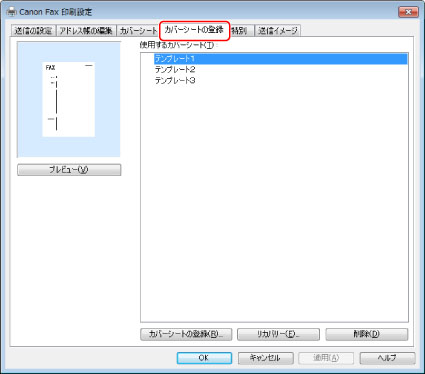 Canon Fax 印刷設定
送信の設定 アドレス帳の編集 カバーシート カバーシートの登録 特別 送信イメージ
使用するカバーシート(T):
FAX
テンプレート1
テンプレート2
テンプレート3
プレビュー(V)
カバーシートの登録(R)... リカバリー(E)... 削除(D)
OK キャンセル 適用(A) ヘルプ